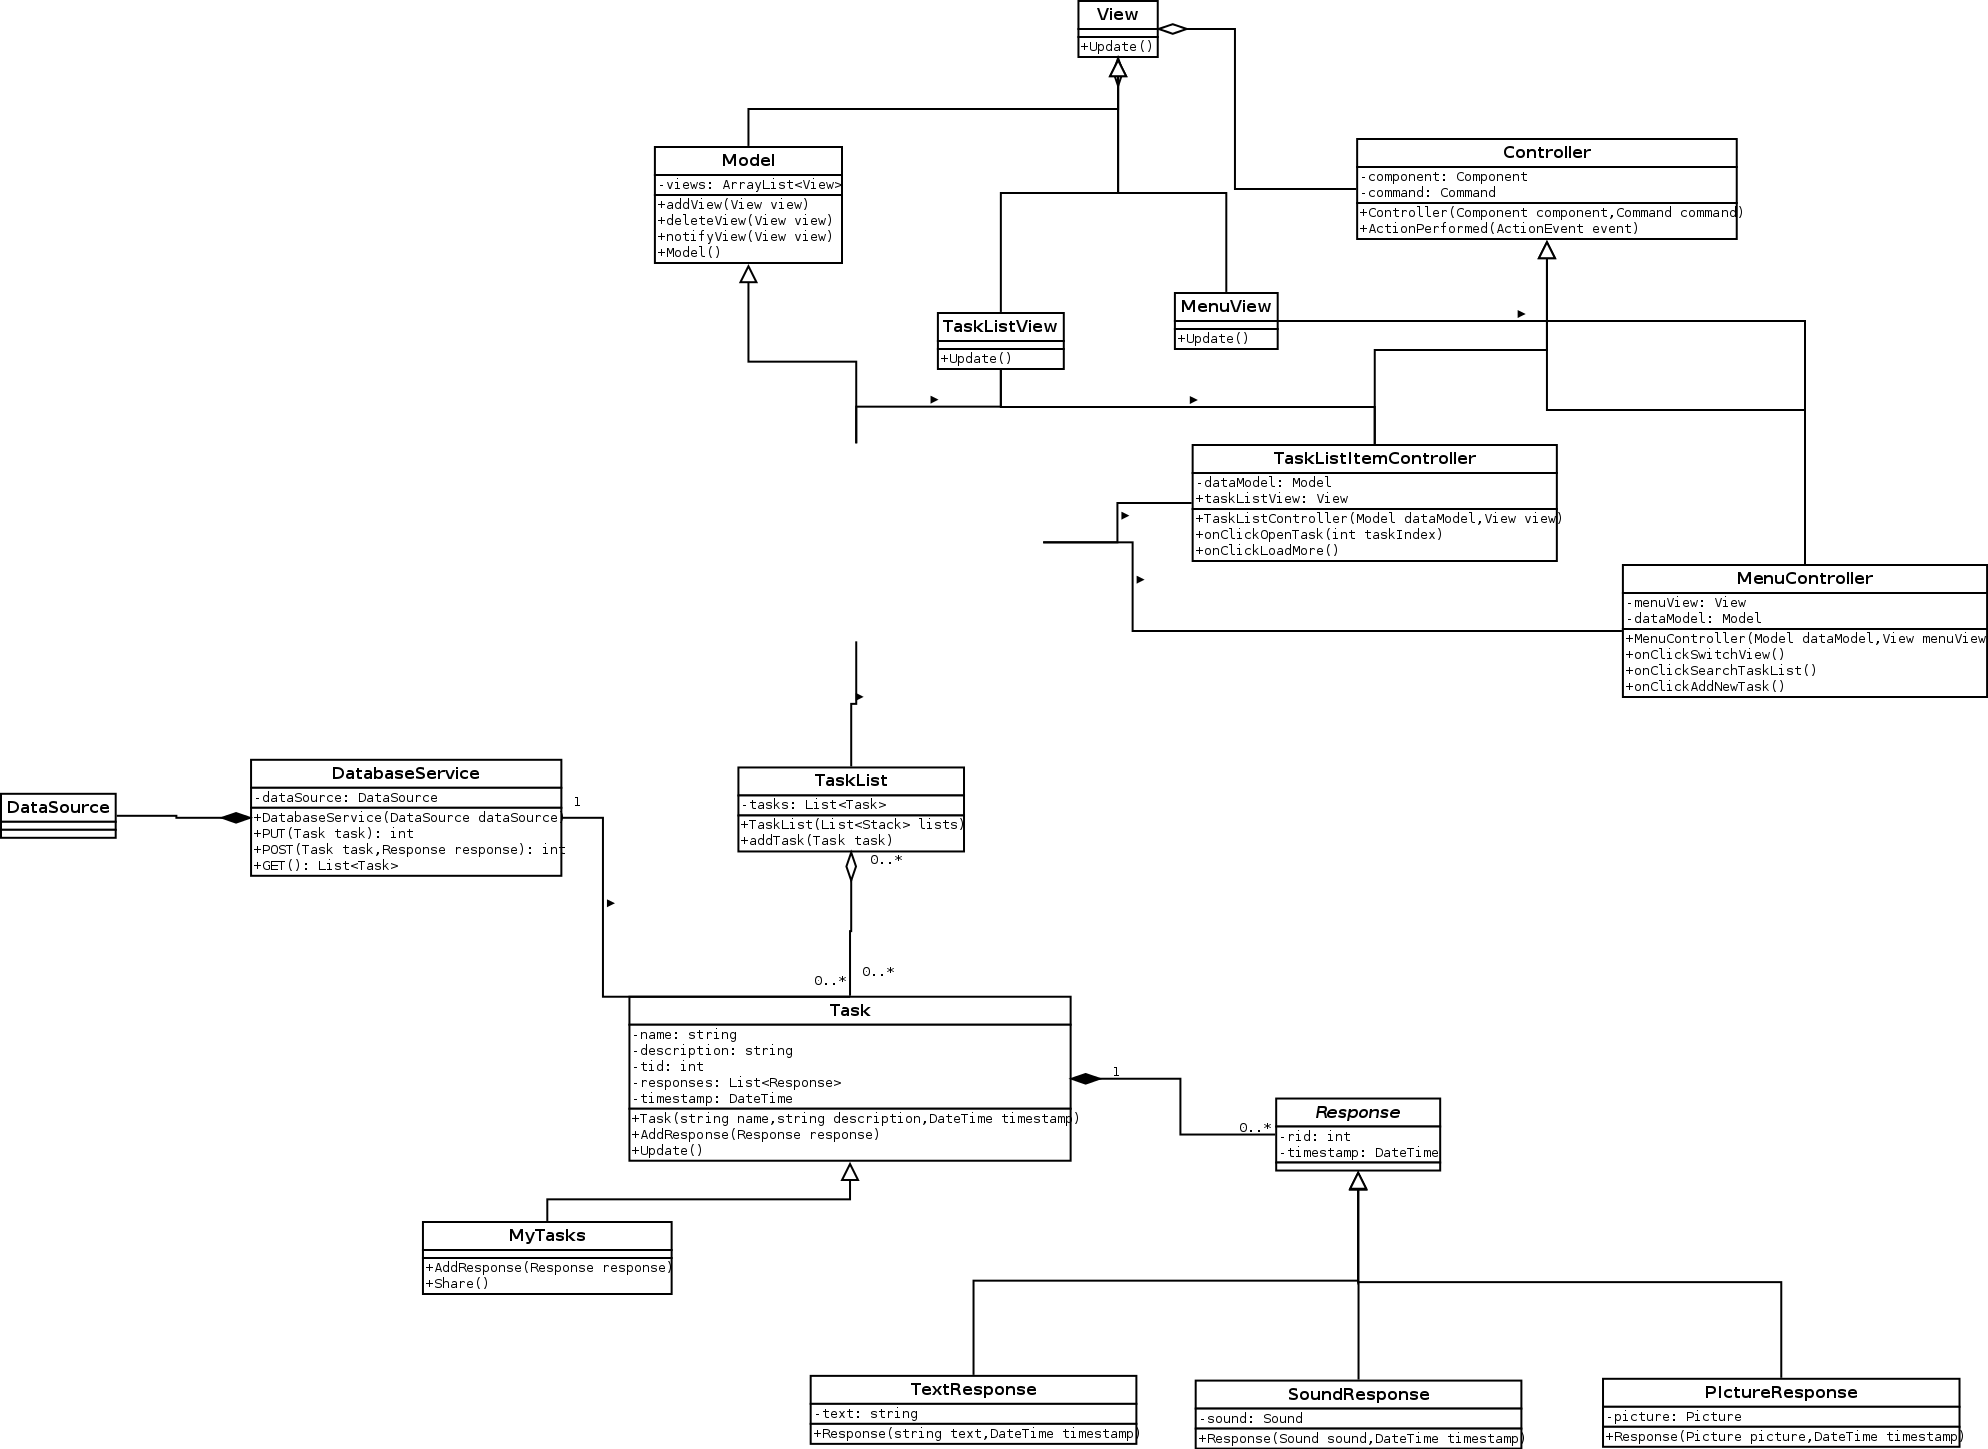 View
+Update()
Model
-views: ArrayList<View>
+addView(View view)
+deleteView(View view)
+notifyView(View view)
+Model()
Controller
-component: Component
-command: Command
+Controller(Component component,Command command)
+ActionPerformed(ActionEvent event)
TaskListView
+Update()
MenuView
+Update()
TaskListItemController
-dataModel: Model
+taskListView: View
+TaskListController(Model dataModel,View view)
+onClickOpenTask(int taskIndex)
+onClickLoadMore()
MenuController
-menuView: View
-dataModel: Model
+MenuController(Model dataModel,View menuView
+onClickSwitchView()
+onClickSearchTaskList()
+onClickAddNewTask()
DataSource
DatabaseService
-dataSource: DataSource
+DatabaseService(DataSource dataSource)
+PUT(Task task): int
+POST(Task task,Response response): int
+GET(): List<Task>
1
TaskList
-tasks: List<Task>
+TaskList(List<Stack> lists)
+addTask(Task task)
0..*
0..*
0..*
Task
-name: string
-description: string
-tid: int
-responses: List<Response>
-timestamp: DateTime
+Task(string name,string description,DateTime timestamp)
+AddResponse(Response response)
+Update()
1
0..*
Response
-rid: int
-timestamp: DateTime
MyTasks
+AddResponse(Response response)
+Share()
TextResponse
-text: string
+Response(string text,DateTime timestamp)
SoundResponse
-sound: Sound
+Response(Sound sound,DateTime timestamp)
PIctureResponse
-picture: Picture
+Response(Picture picture,DateTime timestamp)